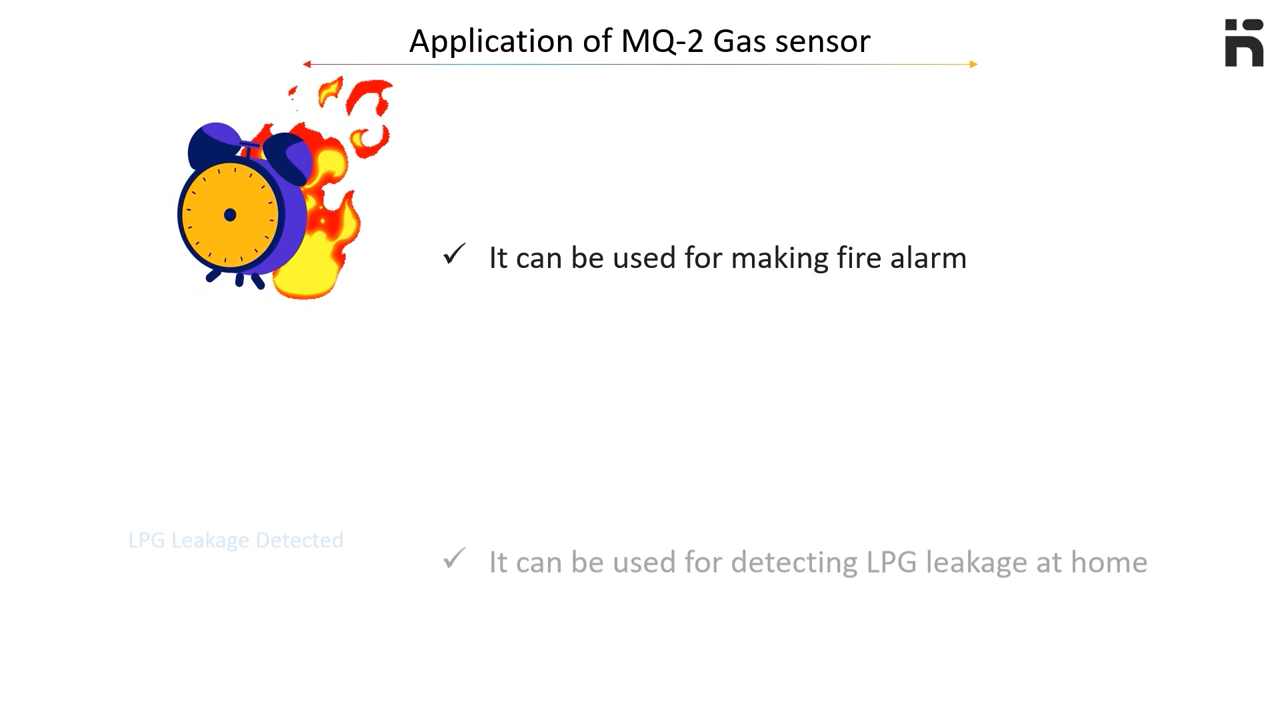 Application of MQ-2 Gas sensor
✓ It can be used for making fire alarm
LPG Leakage Detected
✓ It can be used for detecting LPG leakage at home